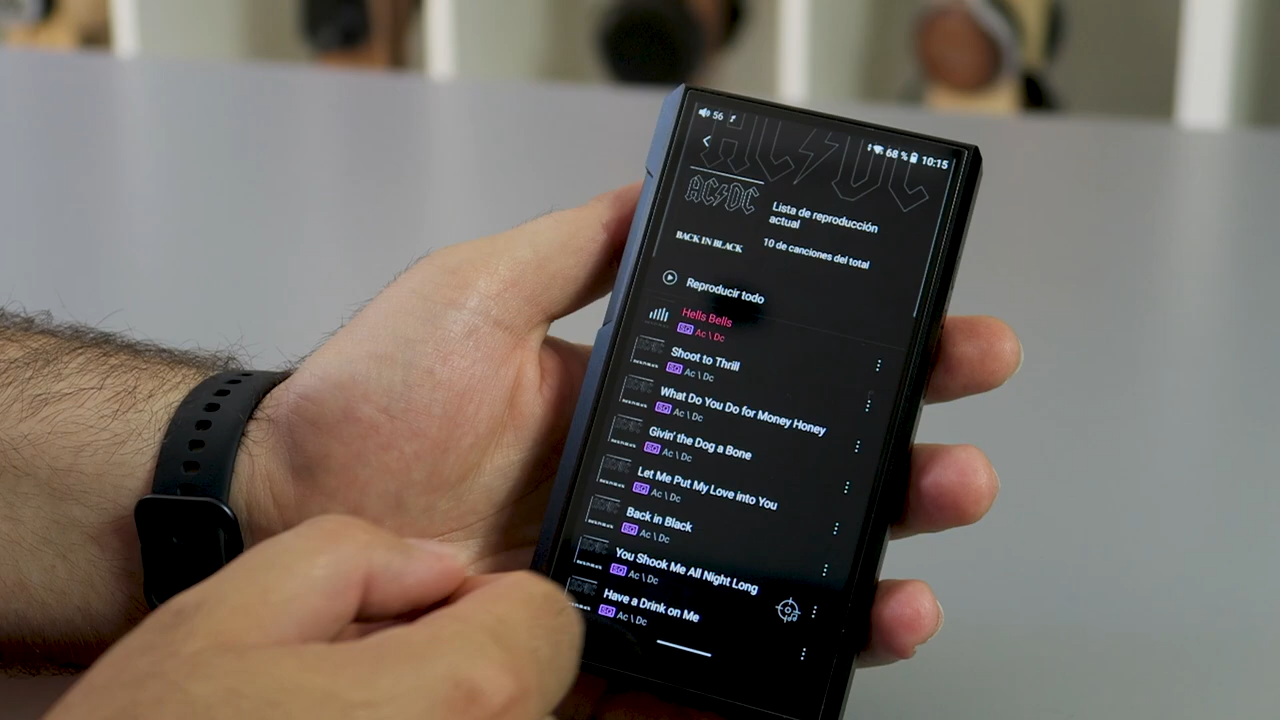 56
68 % 10:15
AC/DC
AC/DC
Lista de reproducción
actual
BACK IN BLACK
10 de canciones del total
Reproducir todo
Hells Bells
SQ Ac \ Dc
Shoot to Thrill
SQ Ac \ Dc
What Do You Do for Money Honey
SQ Ac \ Dc
Givin' the Dog a Bone
SQ Ac \ Dc
Let Me Put My Love into You
SQ Ac \ Dc
Back in Black
SQ Ac \ Dc
You Shook Me All Night Long
SQ Ac \ Dc
Have a Drink on Me
SQ Ac \ Dc